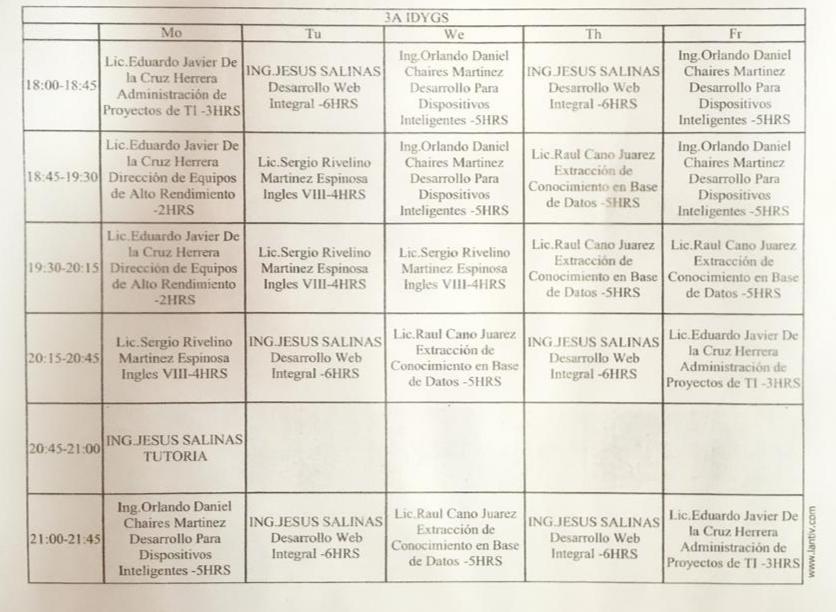 3A IDYGS
Mo Tu We Th Fr
18:00-18:45
Lic.Eduardo Javier De
la Cruz Herrera
Administración de
Proyectos de TI -3HRS
ING.JESUS SALINAS
Desarrollo Web
Integral -6HRS
Ing.Orlando Daniel
Chaires Martinez
Desarrollo Para
Dispositivos
Inteligentes -5HRS
ING.JESUS SALINAS
Desarrollo Web
Integral -6HRS
Ing.Orlando Daniel
Chaires Martinez
Desarrollo Para
Dispositivos
Inteligentes -5HRS
18:45-19:30
Lic.Eduardo Javier De
la Cruz Herrera
Dirección de Equipos
de Alto Rendimiento
-2HRS
Lic.Sergio Rivelino
Martinez Espinosa
Ingles VIII-4HRS
Ing.Orlando Daniel
Chaires Martinez
Desarrollo Para
Dispositivos
Inteligentes -5HRS
Lic.Raul Cano Juarez
Extracción de
Conocimiento en Base
de Datos -5HRS
Ing.Orlando Daniel
Chaires Martinez
Desarrollo Para
Dispositivos
Inteligentes -5HRS
19:30-20:15
Lic.Eduardo Javier De
la Cruz Herrera
Dirección de Equipos
de Alto Rendimiento
-2HRS
Lic.Sergio Rivelino
Martinez Espinosa
Ingles VIII-4HRS
Lic.Sergio Rivelino
Martinez Espinosa
Ingles VIII-4HRS
Lic.Raul Cano Juarez
Extracción de
Conocimiento en Base
de Datos -5HRS
Lic.Raul Cano Juarez
Extracción de
Conocimiento en Base
de Datos -5HRS
20:15-20:45
Lic.Sergio Rivelino
Martinez Espinosa
Ingles VIII-4HRS
ING.JESUS SALINAS
Desarrollo Web
Integral -6HRS
Lic.Raul Cano Juarez
Extracción de
Conocimiento en Base
de Datos -5HRS
ING.JESUS SALINAS
Desarrollo Web
Integral -6HRS
Lic.Eduardo Javier De
la Cruz Herrera
Administración de
Proyectos de TI -3HRS
20:45-21:00
ING.JESUS SALINAS
TUTORIA
21:00-21:45
Ing.Orlando Daniel
Chaires Martinez
Desarrollo Para
Dispositivos
Inteligentes -5HRS
ING.JESUS SALINAS
Desarrollo Web
Integral -6HRS
Lic.Raul Cano Juarez
Extracción de
Conocimiento en Base
de Datos -5HRS
ING.JESUS SALINAS
Desarrollo Web
Integral -6HRS
Lic.Eduardo Javier De
la Cruz Herrera
Administración de
Proyectos de TI -3HRS
www.lantiv.com